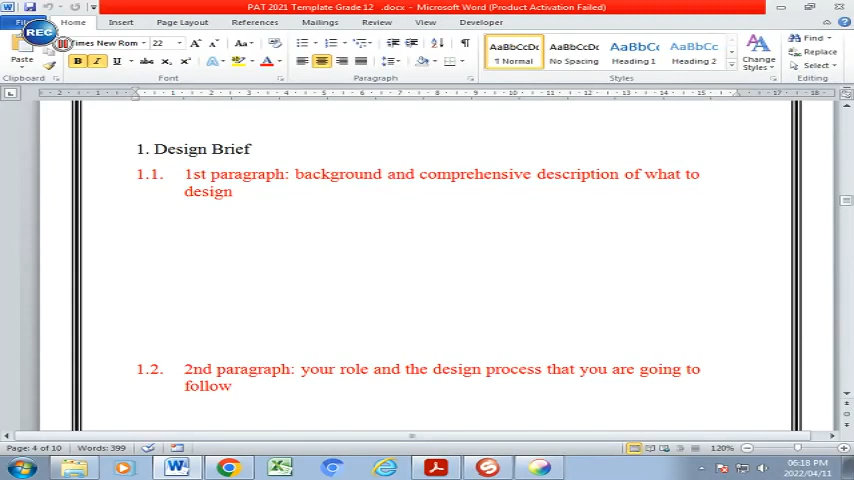 PAT 2021 Template Grade 12 .docx - Microsoft Word (Product Activation Failed)
File Home Insert Page Layout References Mailings Review View Developer
REC
Times New Rom 22
Paste
Clipboard Font Paragraph Styles Editing
AaBbCcDc AaBbCcDc AaBbCc AaBbCc
¶ Normal No Spacing Heading 1 Heading 2
Change Styles
Find
Replace
Select
1. Design Brief
1.1. 1st paragraph: background and comprehensive description of what to
design
1.2. 2nd paragraph: your role and the design process that you are going to
follow
Page: 4 of 10 Words: 399 120%
06:18 PM
2022/04/11